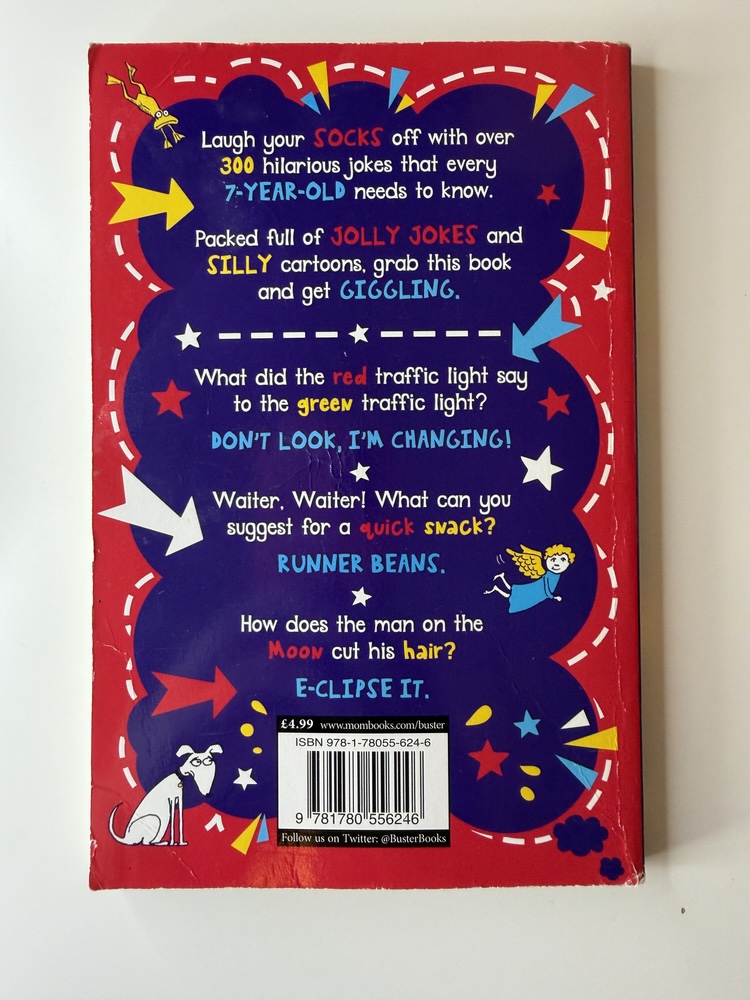 Laugh your SOCKS off with over
300 hilarious jokes that every
7-YEAR-OLD needs to know.
Packed full of JOLLY JOKES and
SILLY cartoons, grab this book
and get GIGGLING.
What did the red traffic light say
to the green traffic light?
DON'T LOOK, I'M CHANGING!
Waiter, Waiter! What can you
suggest for a quick snack?
RUNNER BEANS.
How does the man on the
Moon cut his hair?
E-CLIPSE IT.
£4.99 www.mombooks.com/buster
ISBN 978-1-78055-624-6
9 781780 556246
Follow us on Twitter: @BusterBooks